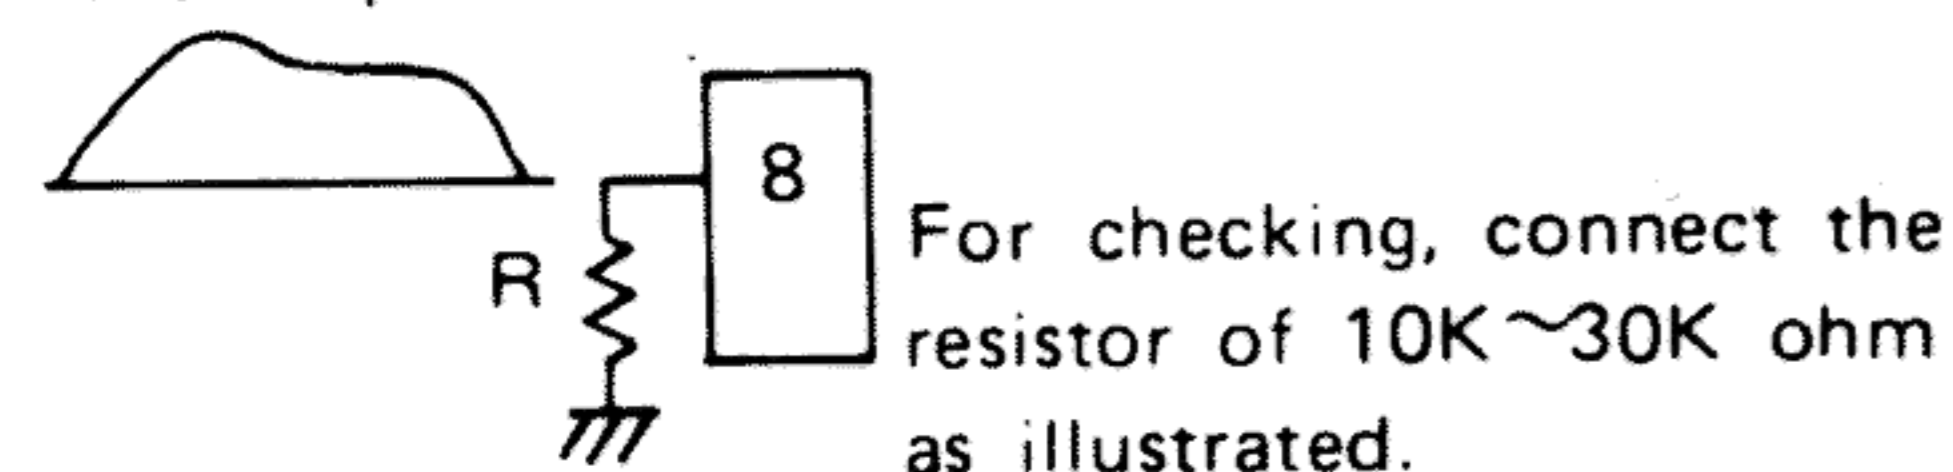 8
R
For checking, connect the
resistor of 10K~30K ohm
as illustrated.